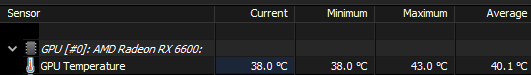 Sensor Current Minimum Maximum Average
GPU [#0]: AMD Radeon RX 6600:
GPU Temperature 38.0 °C 38.0 °C 43.0 °C 40.1 °C